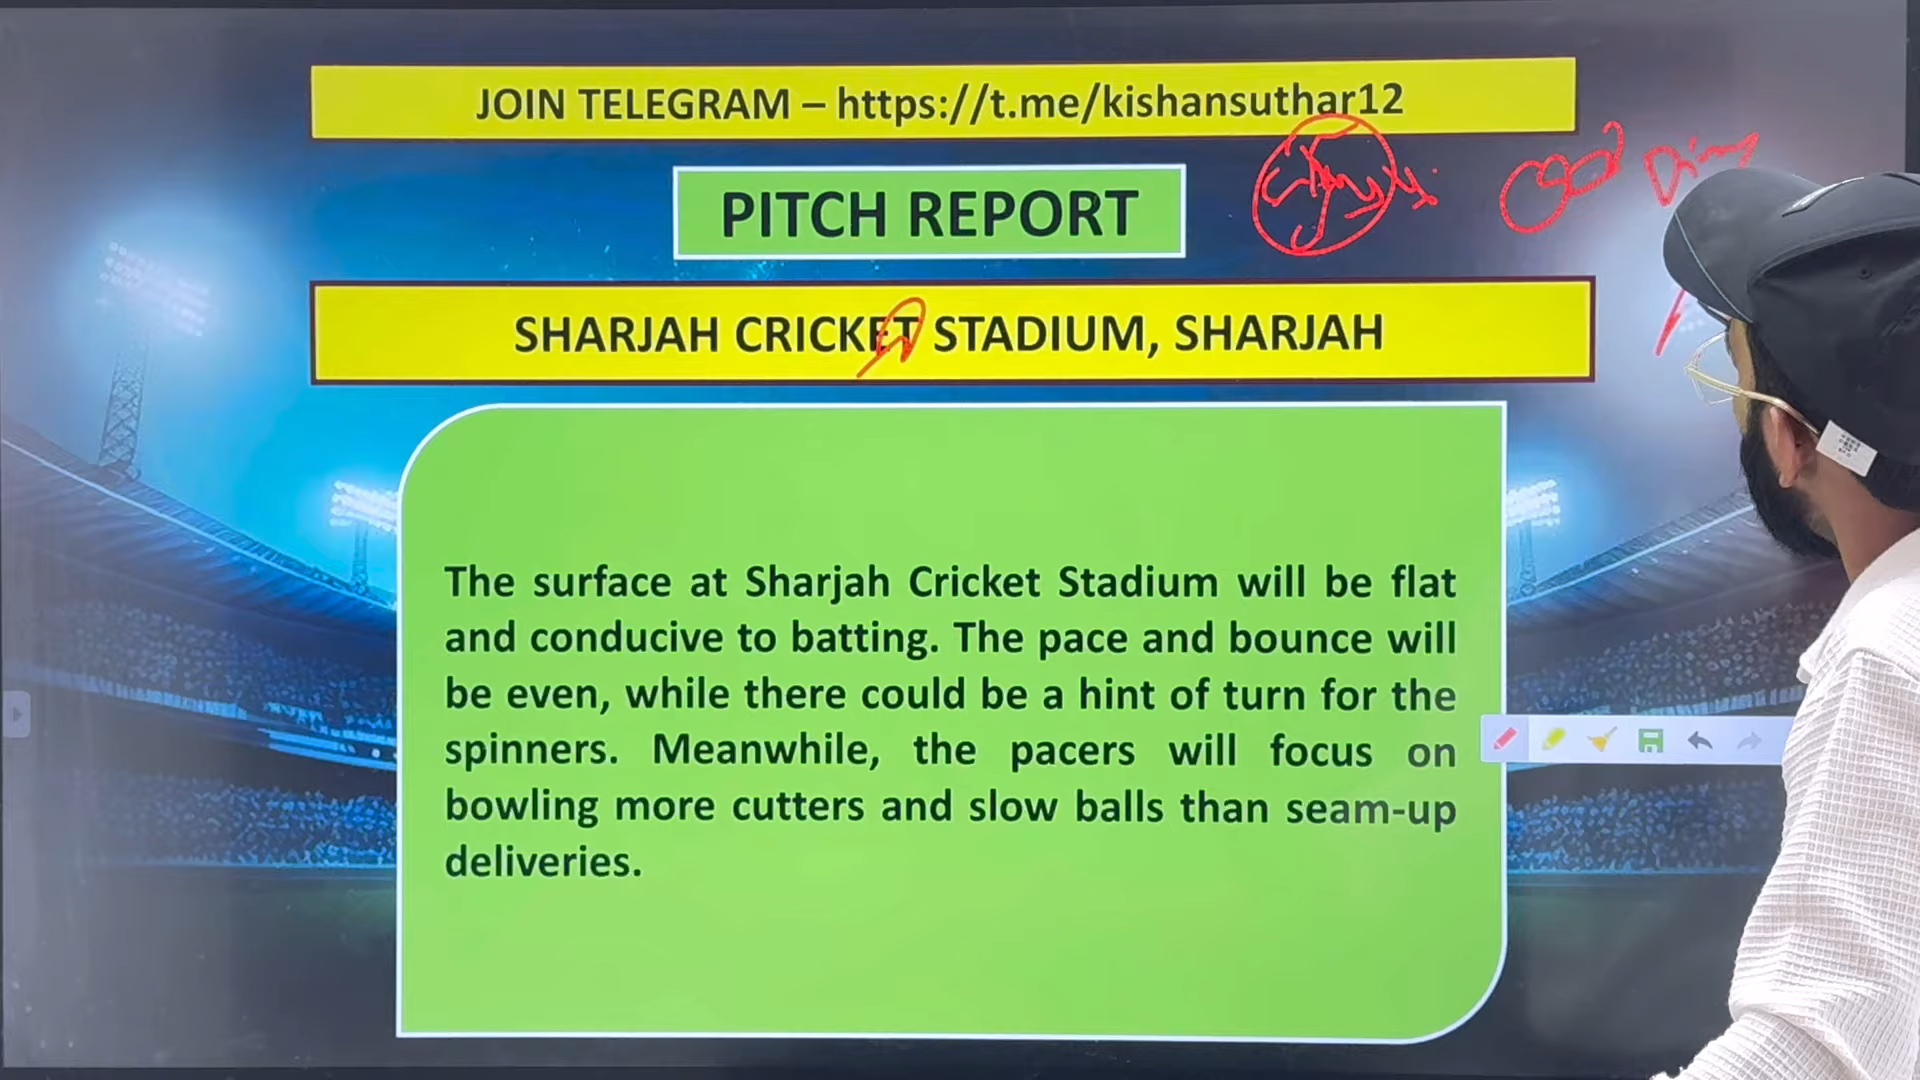 JOIN TELEGRAM – https://t.me/kishansuthar12
PITCH REPORT
SHARJAH CRICKET STADIUM, SHARJAH
The surface at Sharjah Cricket Stadium will be flat
and conducive to batting. The pace and bounce will
be even, while there could be a hint of turn for the
spinners. Meanwhile, the pacers will focus on
bowling more cutters and slow balls than seam-up
deliveries.